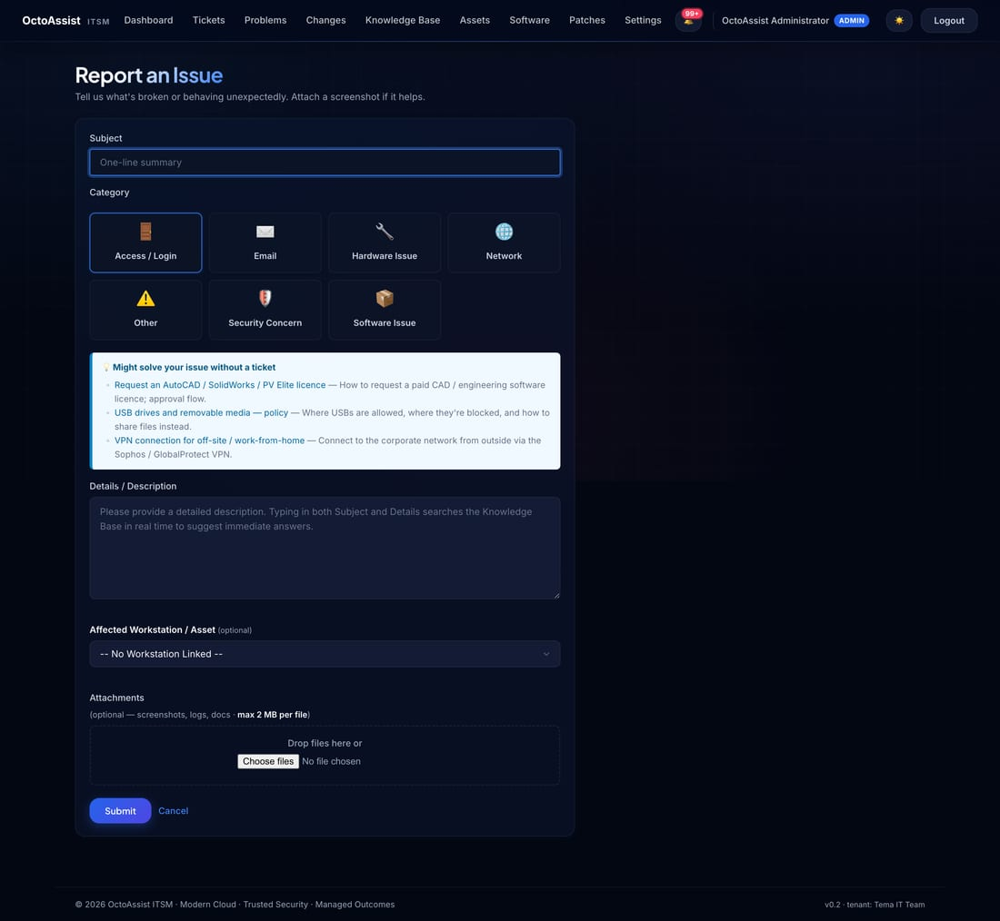 OctoAssist ITSM Dashboard Tickets Problems Changes Knowledge Base Assets Software Patches Settings 99+ OctoAssist Administrator ADMIN Logout
Report an Issue
Tell us what's broken or behaving unexpectedly. Attach a screenshot if it helps.
Subject
One-line summary
Category
Access / Login Email Hardware Issue Network
Other Security Concern Software Issue
Might solve your issue without a ticket
Request an AutoCAD / SolidWorks / PV Elite licence — How to request a paid CAD / engineering software
licence; approval flow.
USB drives and removable media — policy — Where USBs are allowed, where they're blocked, and how to
share files instead.
VPN connection for off-site / work-from-home — Connect to the corporate network from outside via the
Sophos / GlobalProtect VPN.
Details / Description
Please provide a detailed description. Typing in both Subject and Details searches the Knowledge
Base in real time to suggest immediate answers.
Affected Workstation / Asset (optional)
-- No Workstation Linked --
Attachments
(optional — screenshots, logs, docs · max 2 MB per file)
Drop files here or
Choose files No file chosen
Submit Cancel
© 2026 OctoAssist ITSM · Modern Cloud · Trusted Security · Managed Outcomes v0.2 · tenant: Tema IT Team